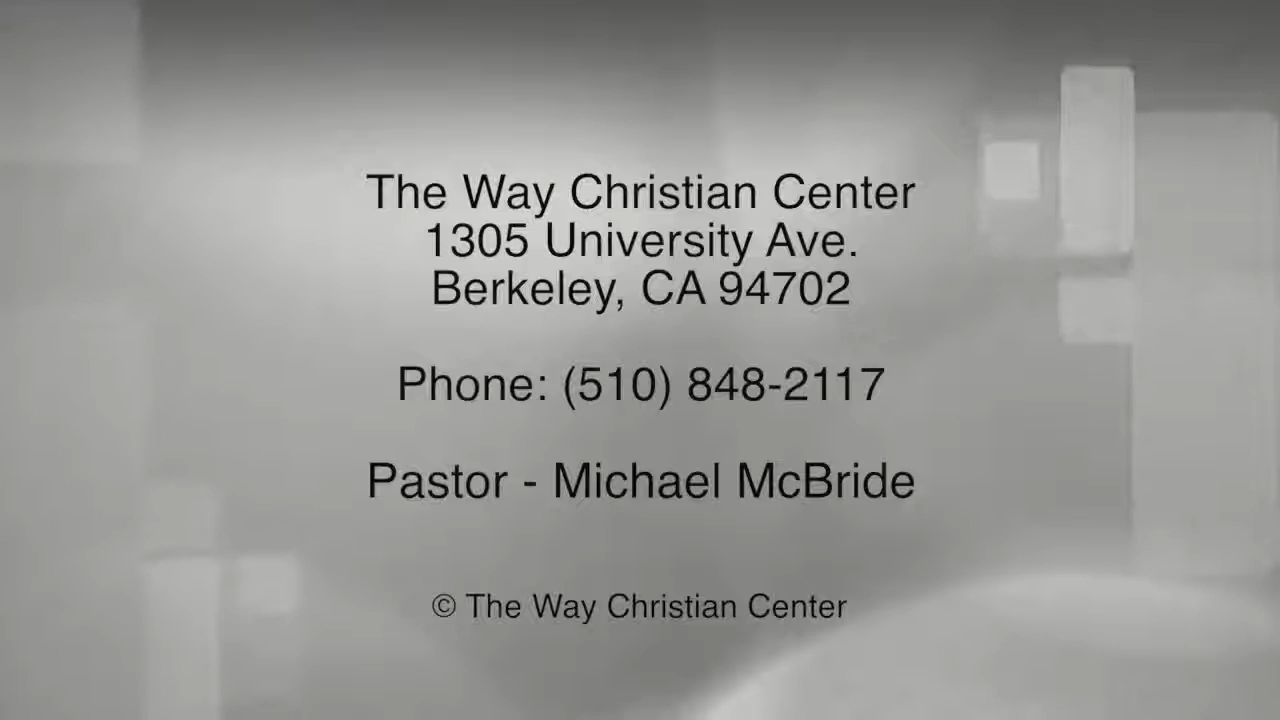 The Way Christian Center
1305 University Ave.
Berkeley, CA 94702
Phone: (510) 848-2117
Pastor - Michael McBride
© The Way Christian Center